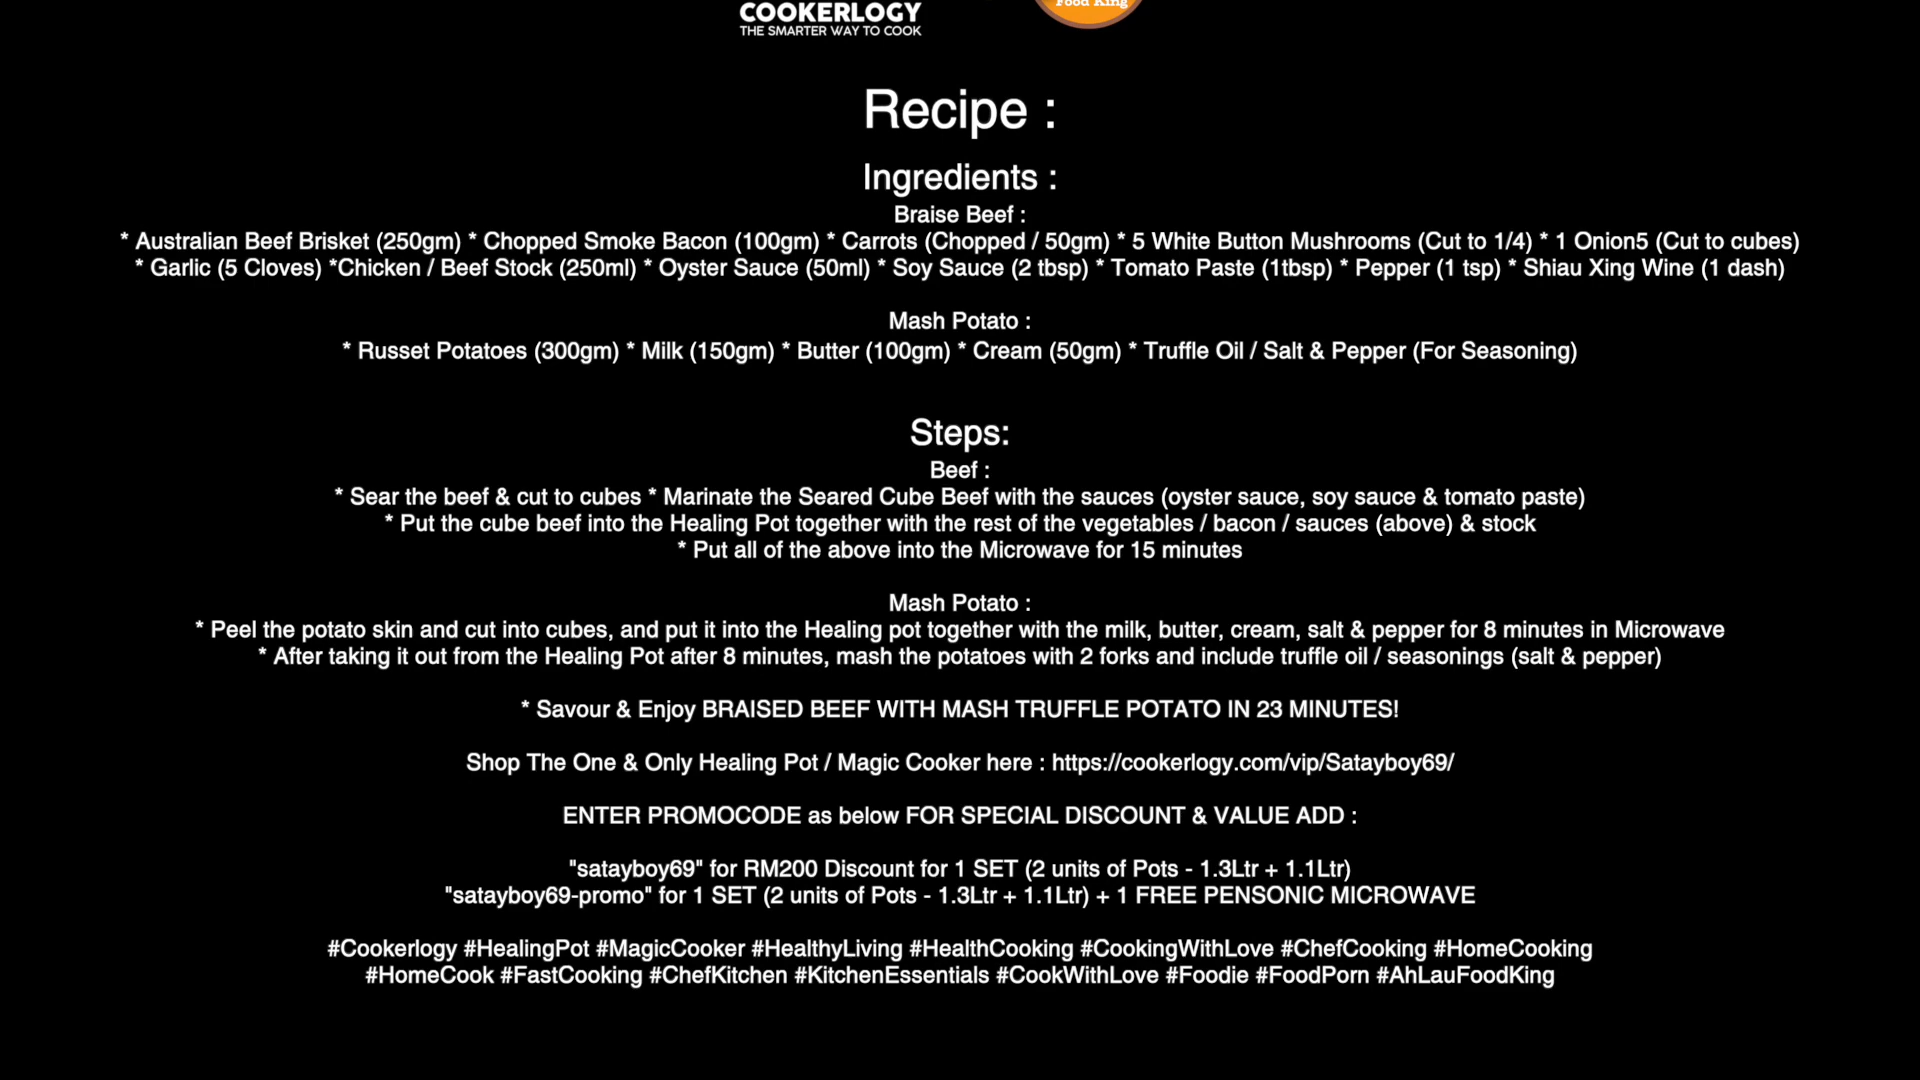 COOKERLOGY
THE SMARTER WAY TO COOK
Food King
Recipe :
Ingredients :
Braise Beef :
* Australian Beef Brisket (250gm) * Chopped Smoke Bacon (100gm) * Carrots (Chopped / 50gm) * 5 White Button Mushrooms (Cut to 1/4) * 1 Onion5 (Cut to cubes)
* Garlic (5 Cloves) *Chicken / Beef Stock (250ml) * Oyster Sauce (50ml) * Soy Sauce (2 tbsp) * Tomato Paste (1tbsp) * Pepper (1 tsp) * Shiau Xing Wine (1 dash)
Mash Potato :
* Russet Potatoes (300gm) * Milk (150gm) * Butter (100gm) * Cream (50gm) * Truffle Oil / Salt & Pepper (For Seasoning)
Steps:
Beef :
* Sear the beef & cut to cubes * Marinate the Seared Cube Beef with the sauces (oyster sauce, soy sauce & tomato paste)
* Put the cube beef into the Healing Pot together with the rest of the vegetables / bacon / sauces (above) & stock
* Put all of the above into the Microwave for 15 minutes
Mash Potato :
* Peel the potato skin and cut into cubes, and put it into the Healing pot together with the milk, butter, cream, salt & pepper for 8 minutes in Microwave
* After taking it out from the Healing Pot after 8 minutes, mash the potatoes with 2 forks and include truffle oil / seasonings (salt & pepper)
* Savour & Enjoy BRAISED BEEF WITH MASH TRUFFLE POTATO IN 23 MINUTES!
Shop The One & Only Healing Pot / Magic Cooker here : https://cookerlogy.com/vip/Satayboy69/
ENTER PROMOCODE as below FOR SPECIAL DISCOUNT & VALUE ADD :
"satayboy69" for RM200 Discount for 1 SET (2 units of Pots - 1.3Ltr + 1.1Ltr)
"satayboy69-promo" for 1 SET (2 units of Pots - 1.3Ltr + 1.1Ltr) + 1 FREE PENSONIC MICROWAVE
#Cookerlogy #HealingPot #MagicCooker #HealthyLiving #HealthCooking #CookingWithLove #ChefCooking #HomeCooking
#HomeCook #FastCooking #ChefKitchen #KitchenEssentials #CookWithLove #Foodie #FoodPorn #AhLauFoodKing